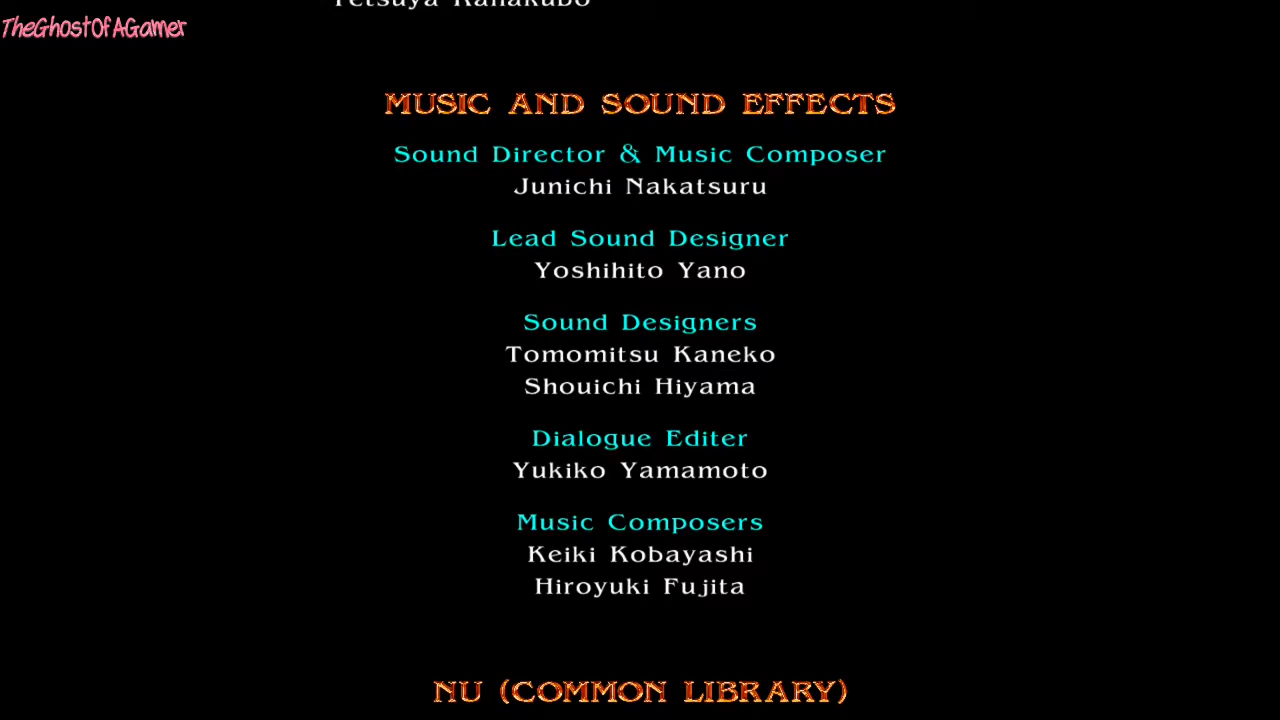 TheGhostOfAGamer
MUSIC AND SOUND EFFECTS
Sound Director & Music Composer
Junichi Nakatsuru
Lead Sound Designer
Yoshihito Yano
Sound Designers
Tomomitsu Kaneko
Shouichi Hiyama
Dialogue Editer
Yukiko Yamamoto
Music Composers
Keiki Kobayashi
Hiroyuki Fujita
NU (COMMON LIBRARY)